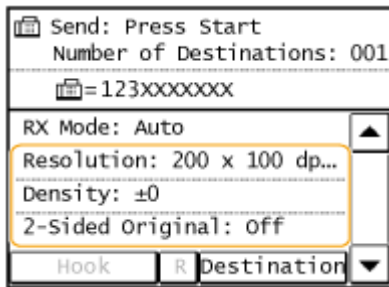 Send: Press Start
Number of Destinations: 001
=123XXXXXXX
RX Mode: Auto
Resolution: 200 x 100 dp...
Density: ±0
2-Sided Original: Off
Hook R Destination